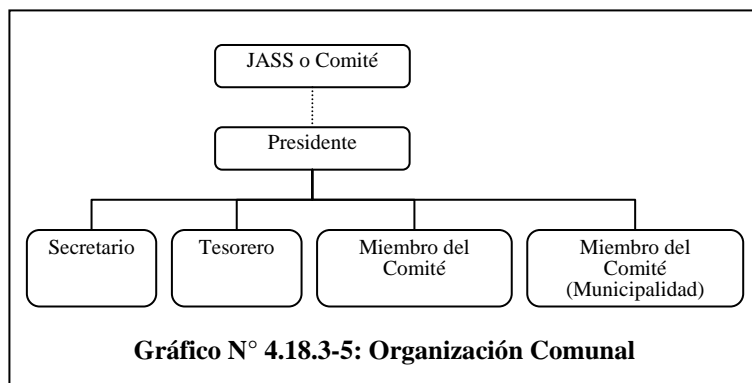 JASS o Comité
Presidente
Secretario
Tesorero
Miembro del
Comité
Miembro del
Comité
(Municipalidad)
Gráfico N° 4.18.3-5: Organización Comunal